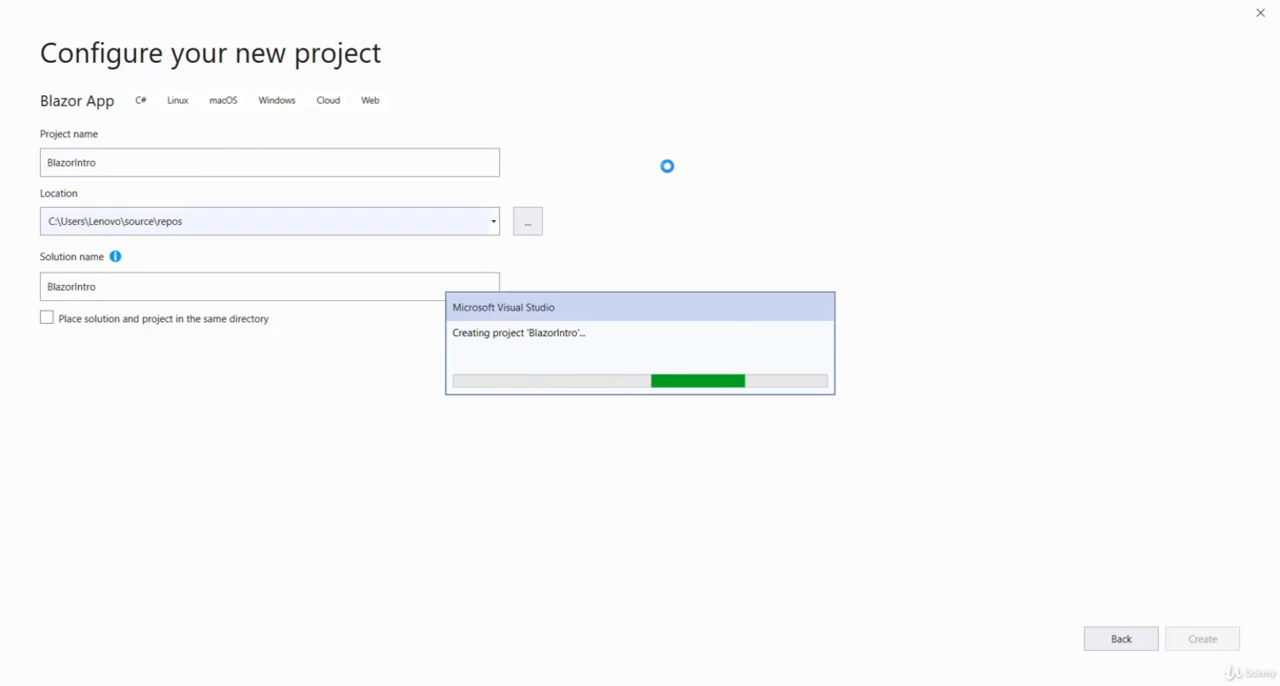 Configure your new project
Blazor App C# Linux macOS Windows Cloud Web
Project name
BlazorIntro
Location
C:\Users\Lenovo\source\repos
...
Solution name
BlazorIntro
Place solution and project in the same directory
Microsoft Visual Studio
Creating project 'BlazorIntro'...
Back Create
Udemy